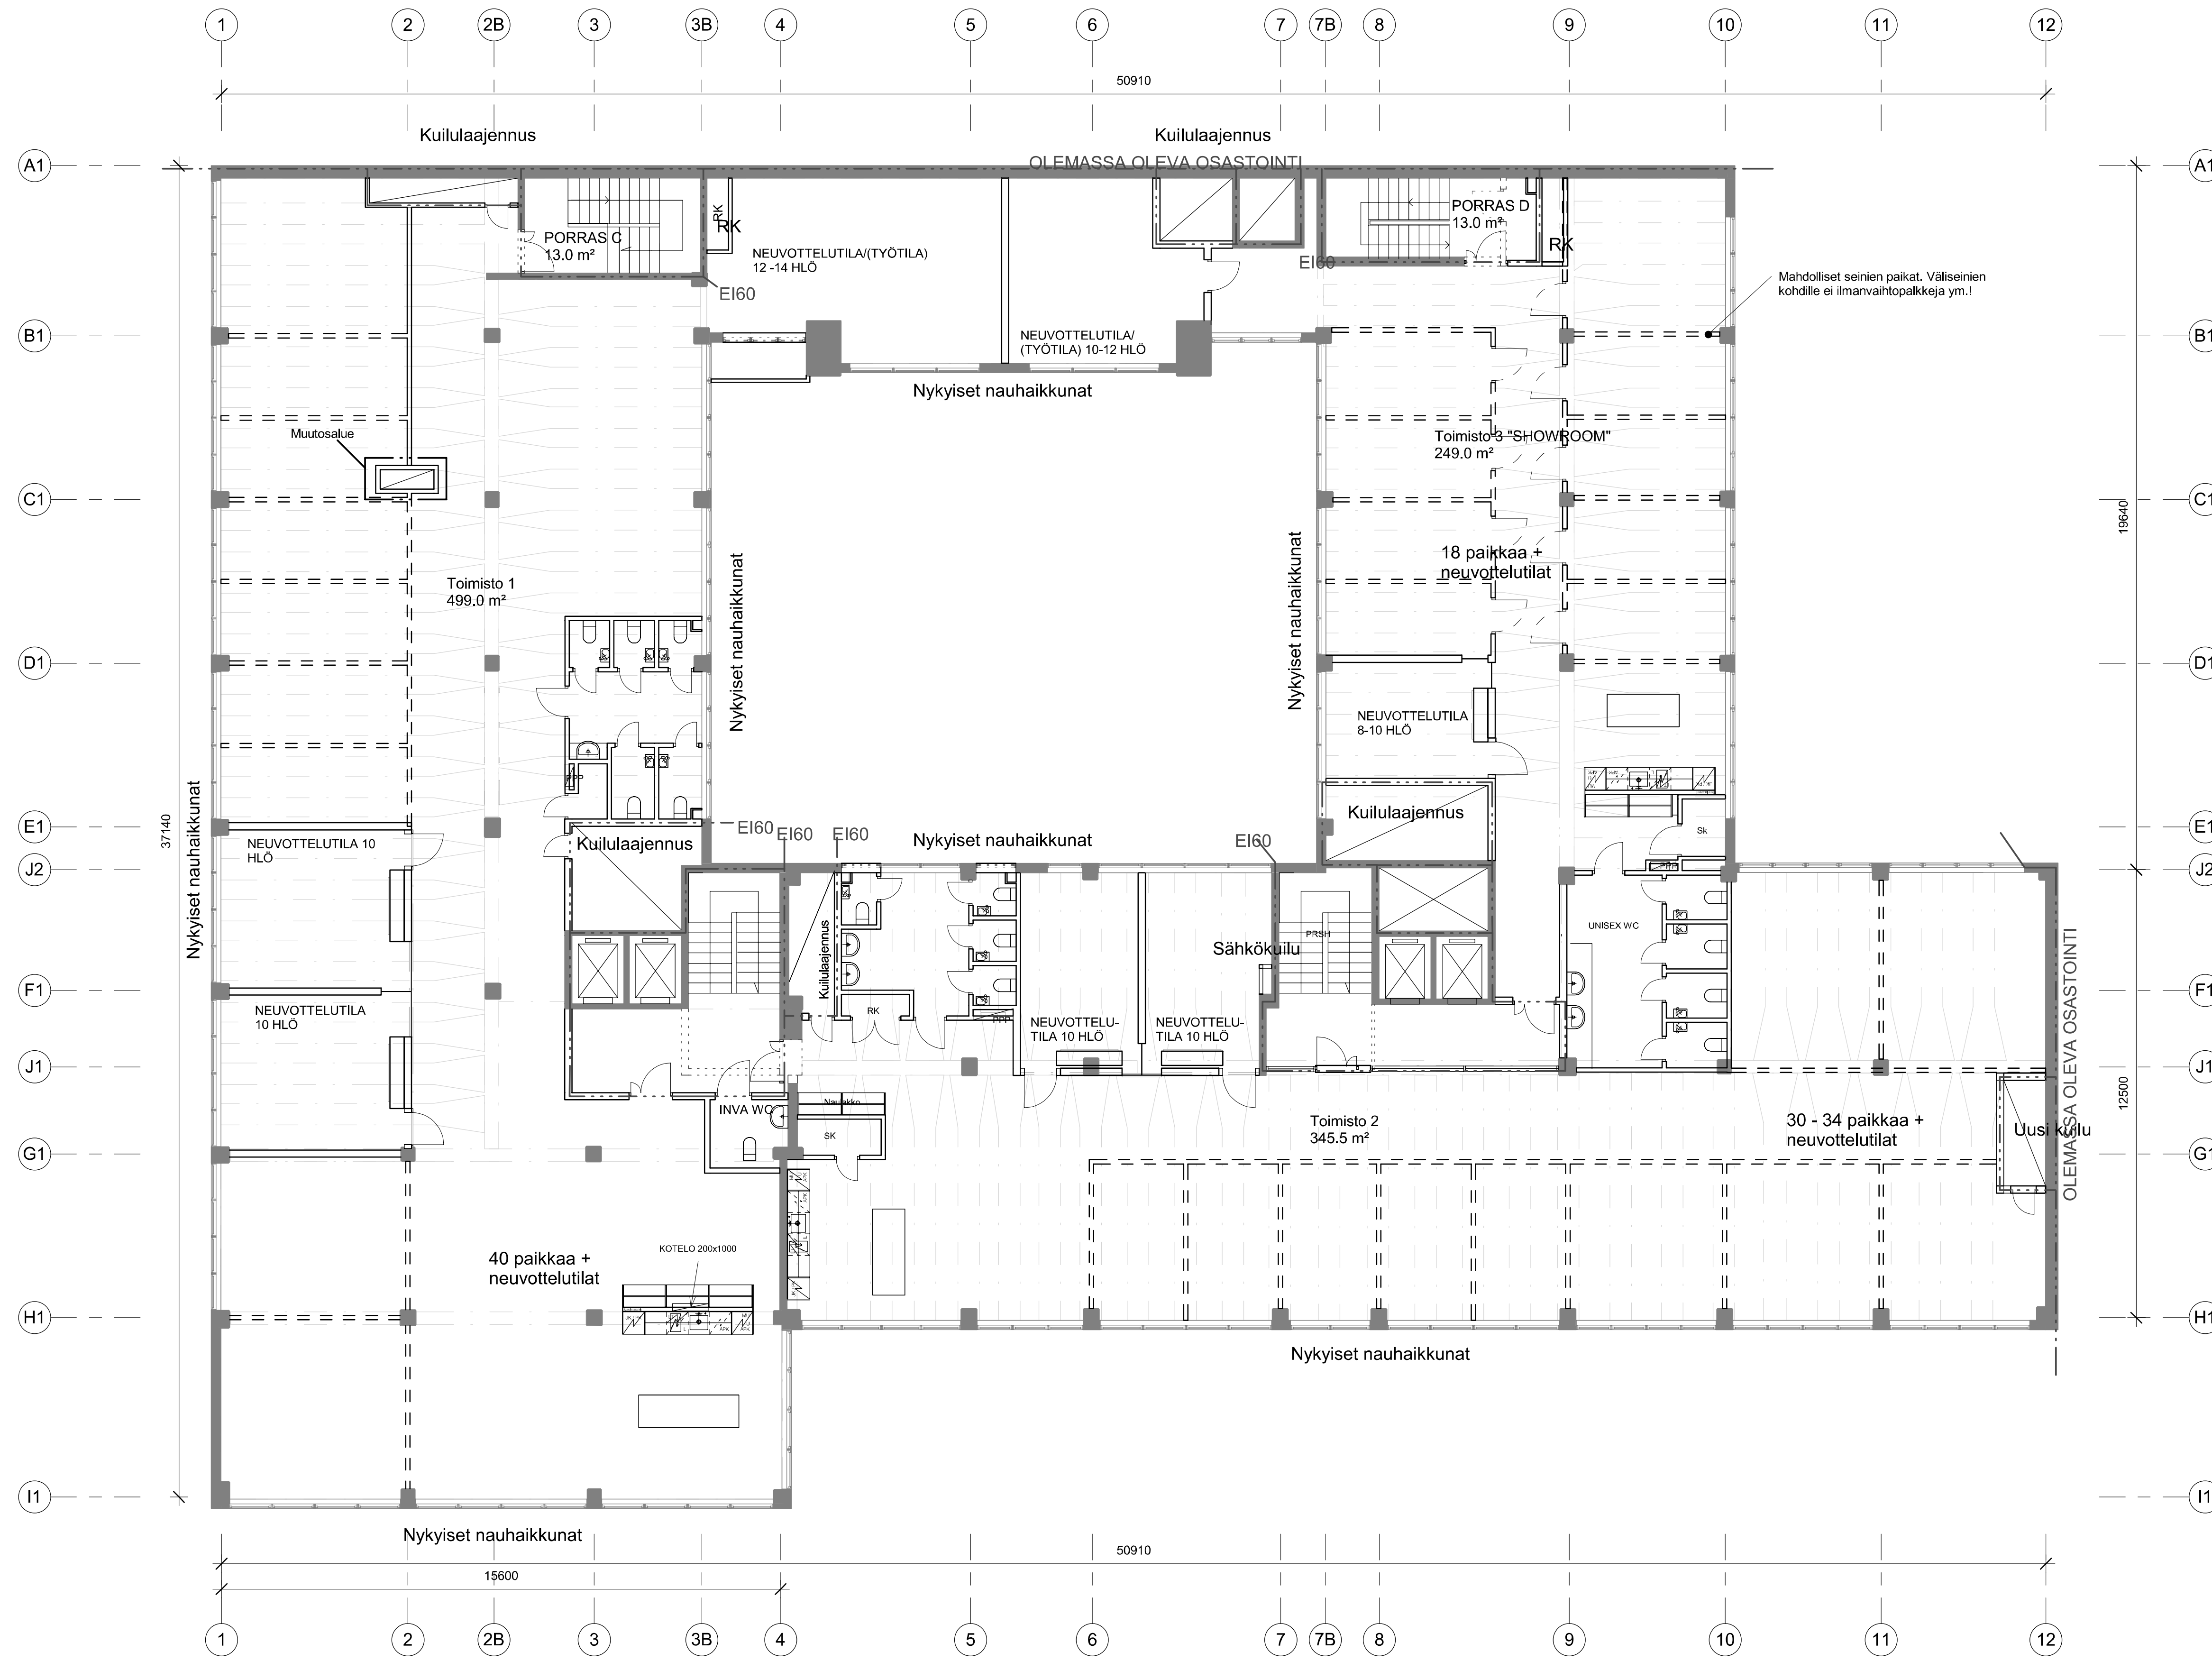 1 2 2B 3 3B 4 5 6 7 7B 8 9 10 11 12
50910
Kuilulaajennus
Kuilulaajennus
OLEMASSA OLEVA OSASTOINTI
A1
A1
PORRAS C
13.0 m²
RK
RK
NEUVOTTELUTILA/(TYÖTILA)
12 -14 HLÖ
PORRAS D
13.0 m²
RK
EI60
EI60
Mahdolliset seinien paikat. Väliseinien
kohdille ei ilmanvaihtopalkkeja ym.!
B1
NEUVOTTELUTILA/
(TYÖTILA) 10-12 HLÖ
B1
Nykyiset nauhaikkunat
Muutosalue
Toimisto 3 "SHOWROOM"
249.0 m²
C1
C1
19640
18 paikkaa +
neuvottelutilat
Toimisto 1
499.0 m²
Nykyiset nauhaikkunat
Nykyiset nauhaikkunat
D1
D1
NEUVOTTELUTILA
8-10 HLÖ
PPP
37140
Nykyiset nauhaikkunat
Kuilulaajennus
E1
EI60
EI60
EI60
Nykyiset nauhaikkunat
EI60
Sk
E1
NEUVOTTELUTILA 10
HLÖ
Kuilulaajennus
PPP
J2
J2
UNISEX WC
PRSH
Sähkökuilu
Kuilulaajennus
OLEMASSA OLEVA OSASTOINTI
F1
F1
NEUVOTTELUTILA
10 HLÖ
RK
PPP
NEUVOTTELU-
TILA 10 HLÖ
NEUVOTTELU-
TILA 10 HLÖ
J1
J1
12500
INVA WC
Naulakko
SK
Toimisto 2
345.5 m²
30 - 34 paikkaa +
neuvottelutilat
Uusi kuilu
G1
G1
40 paikkaa +
neuvottelutilat
KOTELO 200x1000
H1
H1
Nykyiset nauhaikkunat
I1
I1
Nykyiset nauhaikkunat
50910
15600
1 2 2B 3 3B 4 5 6 7 7B 8 9 10 11 12